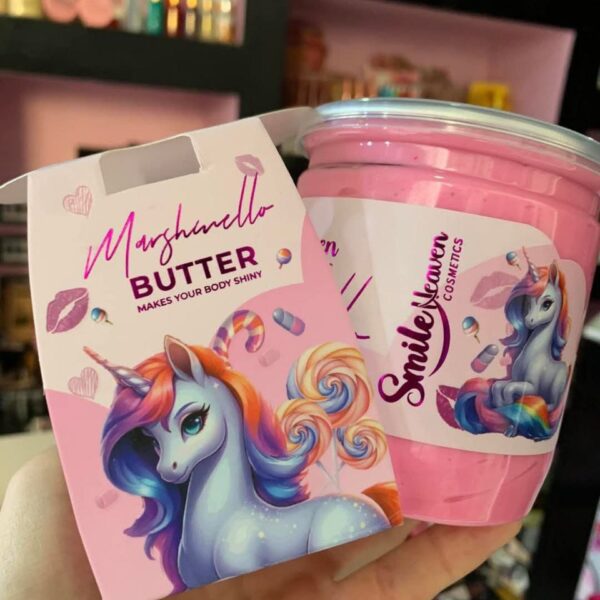 Marshmello
BUTTER
MAKES YOUR BODY SHINY
Smile Heaven
COSMETICS